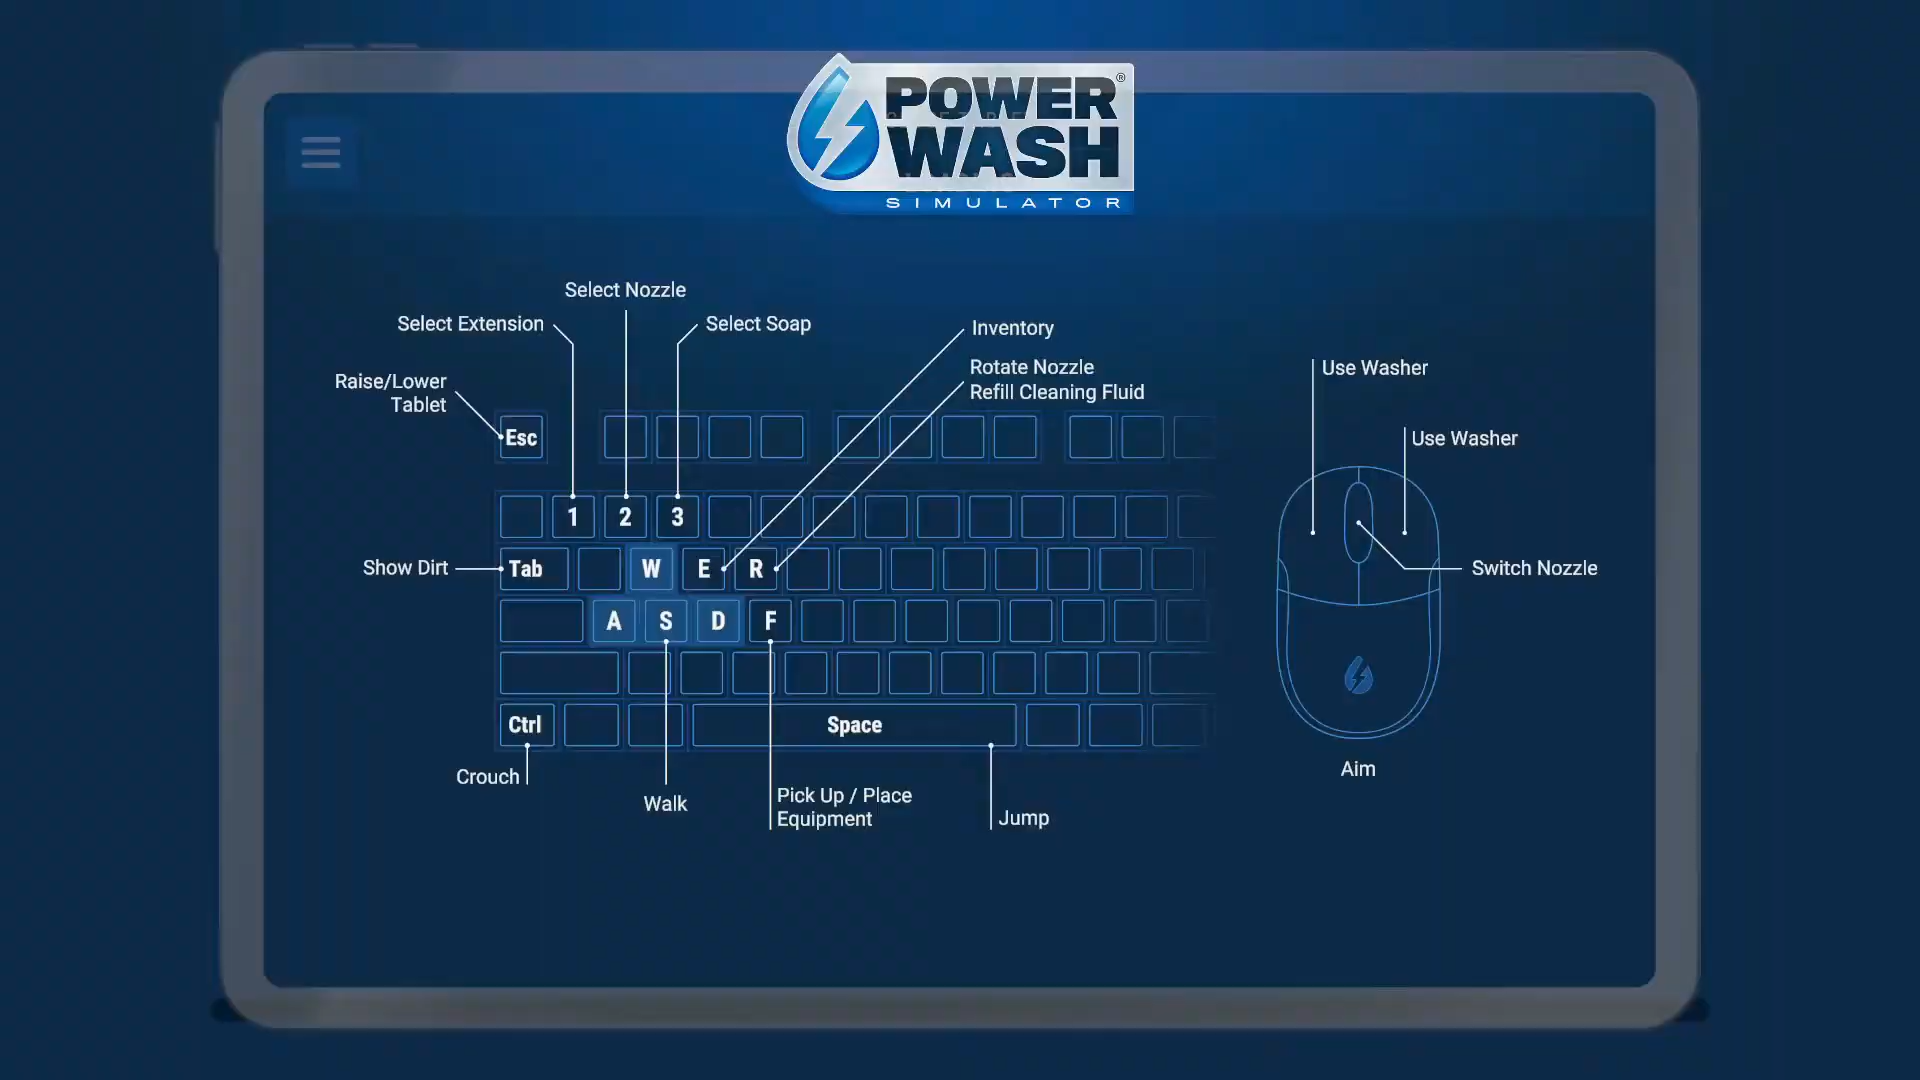 POWER®
WASH
SIMULATOR
Select Nozzle
Select Extension
Select Soap
Inventory
Rotate Nozzle
Refill Cleaning Fluid
Use Washer
Raise/Lower
Tablet
Esc
Use Washer
1 2 3
Show Dirt
Tab W E R
Switch Nozzle
A S D F
Ctrl Space
Crouch
Walk
Pick Up / Place
Equipment
Jump
Aim